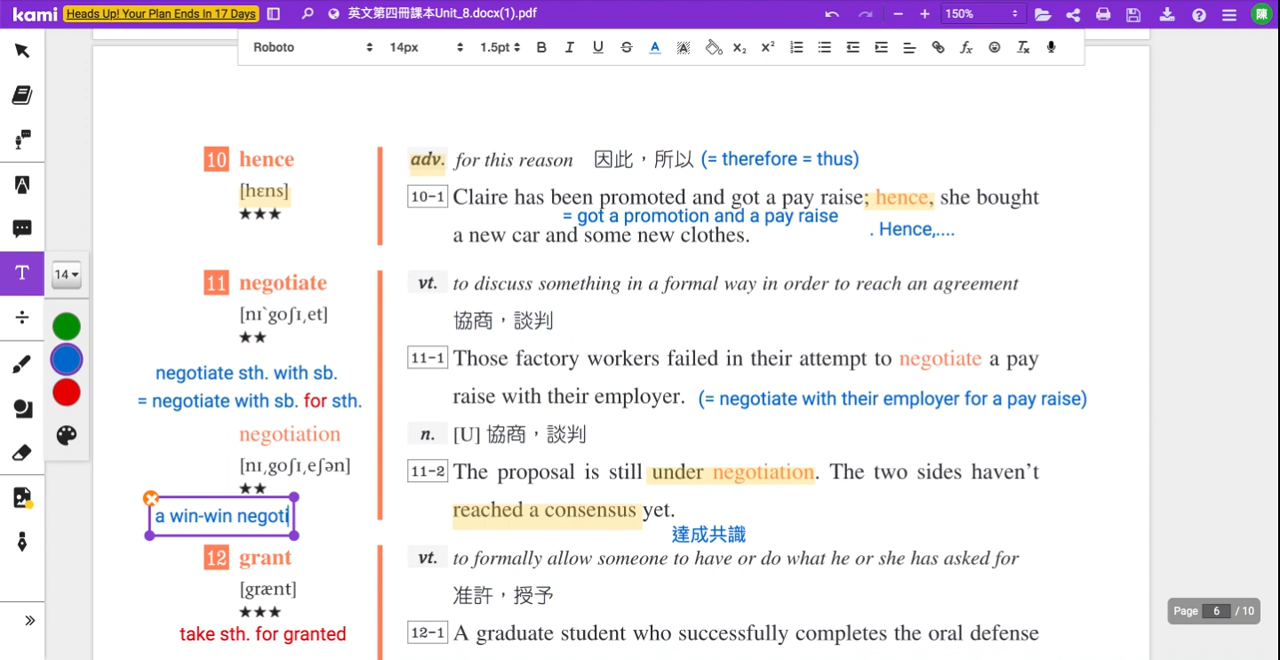 kami Heads Up! Your Plan Ends In 17 Days 英文第四冊課本Unit_8.docx(1).pdf 150% 陳
Roboto 14px 1.5pt B I U S A A x₂ x² fx Tx
10 hence adv. for this reason 因此，所以 (= therefore = thus)
[hɛns] 10-1 Claire has been promoted and got a pay raise; hence, she bought
★★★ = got a promotion and a pay raise . Hence,....
a new car and some new clothes.
T 14
11 negotiate vt. to discuss something in a formal way in order to reach an agreement
[nɪˋgoʃɪˏet] 協商，談判
★★
11-1 Those factory workers failed in their attempt to negotiate a pay
negotiate sth. with sb.
= negotiate with sb. for sth. raise with their employer. (= negotiate with their employer for a pay raise)
negotiation n. [U] 協商，談判
[nɪˏgoʃɪˏeʃən] 11-2 The proposal is still under negotiation. The two sides haven't
★★
a win-win negoti reached a consensus yet.
達成共識
12 grant vt. to formally allow someone to have or do what he or she has asked for
[grænt] 准許，授予
★★★
Page 6 / 10
take sth. for granted 12-1 A graduate student who successfully completes the oral defense